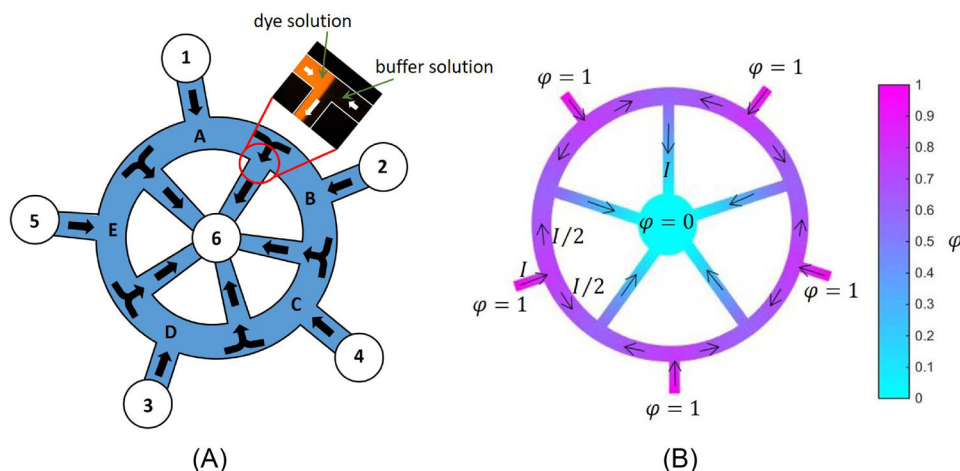 dye solution
buffer solution
1
2
3
4
5
6
A
B
C
D
E
(A)
φ = 1
φ = 1
φ = 1
φ = 1
φ = 1
φ = 0
I
I
I/2
I/2
1
0.9
0.8
0.7
0.6
0.5
0.4
0.3
0.2
0.1
0
φ
(B)